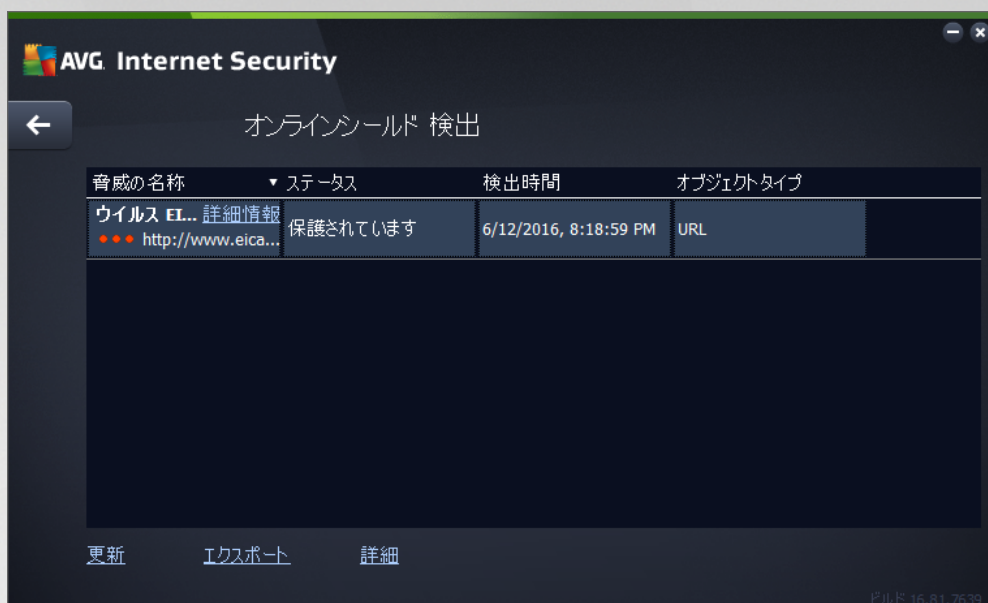 AVG. Internet Security
オンラインシールド 検出
脅威の名称 ▼ ステータス 検出時間 オブジェクトタイプ
ウイルス EI... 詳細情報 保護されています 6/12/2016, 8:18:59 PM URL
http://www.eica...
更新 エクスポート 詳細
ビルド 16.81.7639